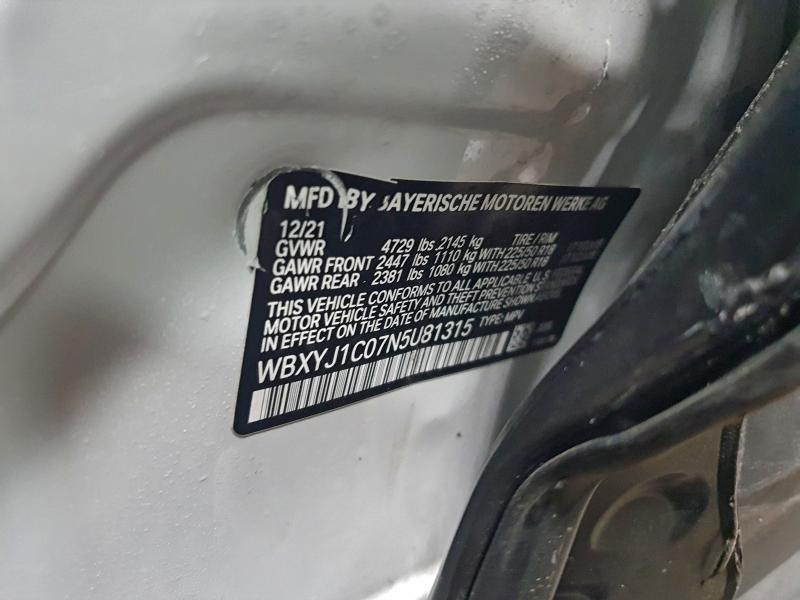 MFD BY BAYERISCHE MOTOREN WERKE AG
12/21
GVWR 4729 lbs 2145 kg TIRE / RIM
GAWR FRONT 2447 lbs 1110 kg WITH 225/50 R18
GAWR REAR 2381 lbs 1080 kg WITH 225/50 R18
THIS VEHICLE CONFORMS TO ALL APPLICABLE U.S.
MOTOR VEHICLE SAFETY AND THEFT PREVENTION
IN EFFECT ON THE DATE OF MANUFACTURE SHOWN
WBXYJ1C07N5U81315 TYPE: MPV